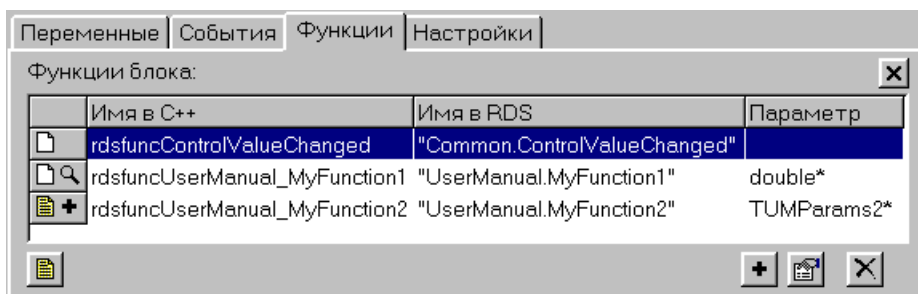 Переменные События Функции Настройки
Функции блока:
Имя в C++ Имя в RDS Параметр
rdsfuncControlValueChanged "Common.ControlValueChanged"
rdsfuncUserManual_MyFunction1 "UserManual.MyFunction1" double*
rdsfuncUserManual_MyFunction2 "UserManual.MyFunction2" TUMParams2*